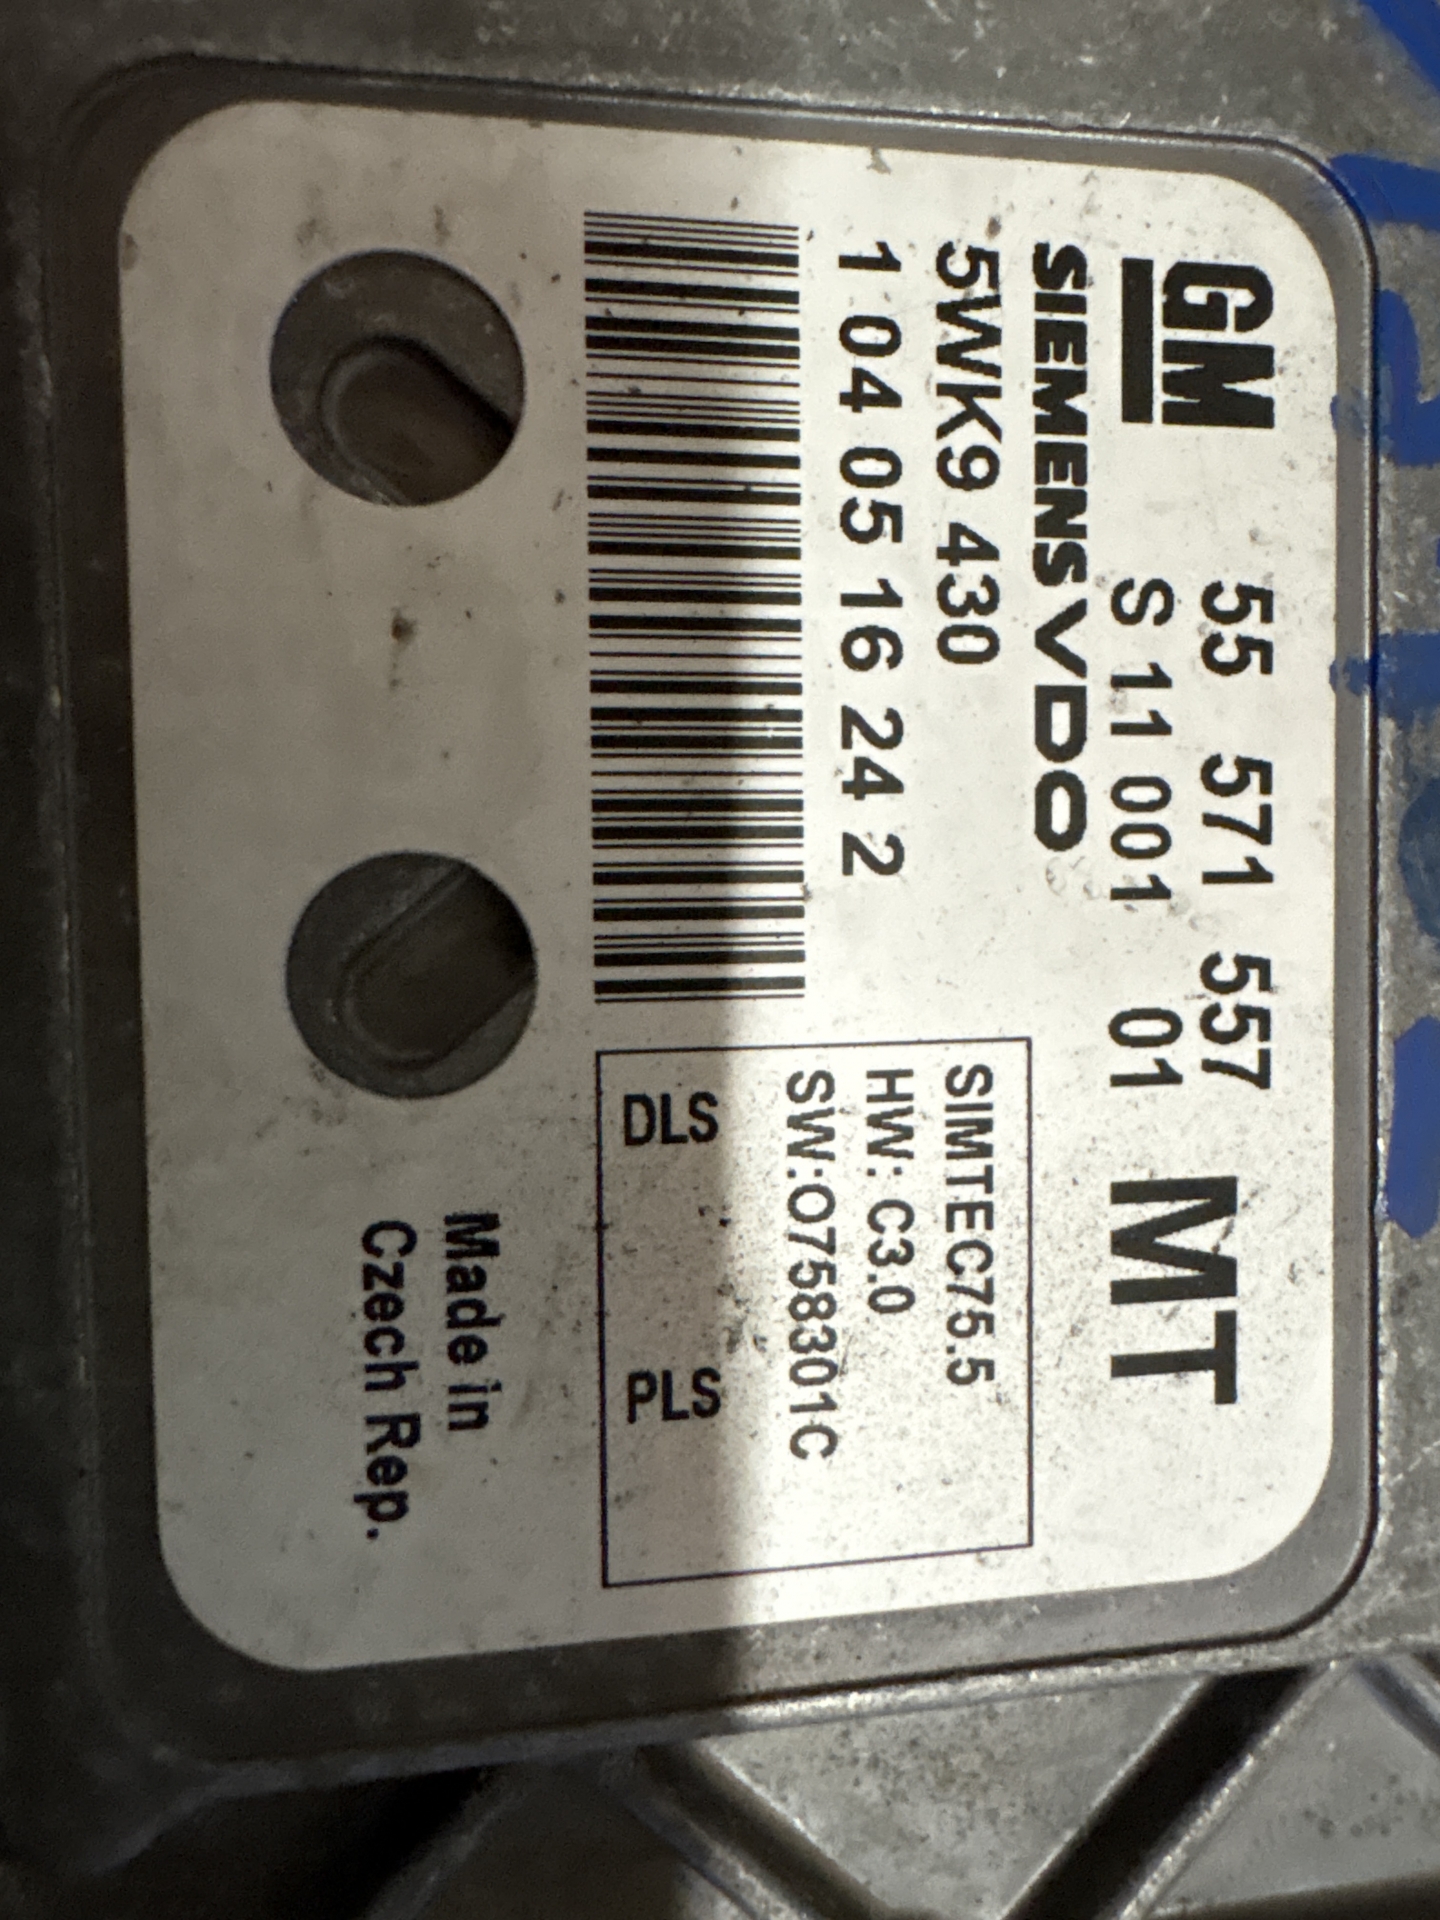 GM 55 571 557 MT
S 11 001 01
SIEMENS VDO
5WK9 430
1 04 05 16 24 2
SIMTEC75.5
HW: C3.0
SW:O758301C
DLS PLS
Made in
Czech Rep.